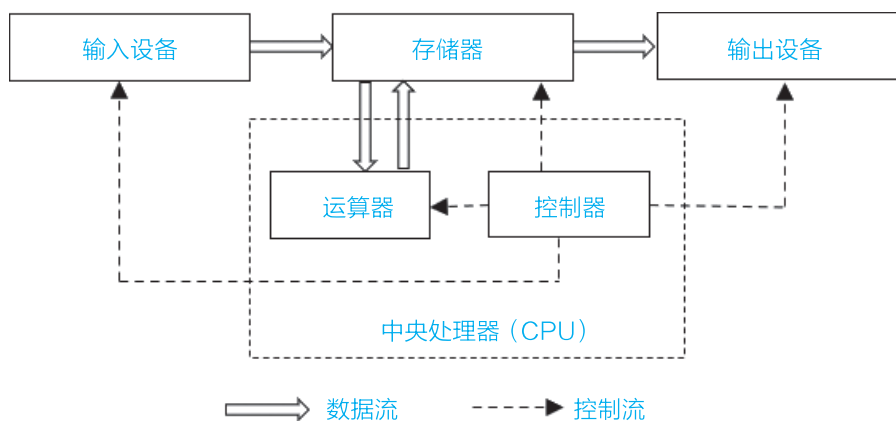 输入设备
存储器
输出设备
运算器
控制器
中央处理器（CPU）
数据流
控制流